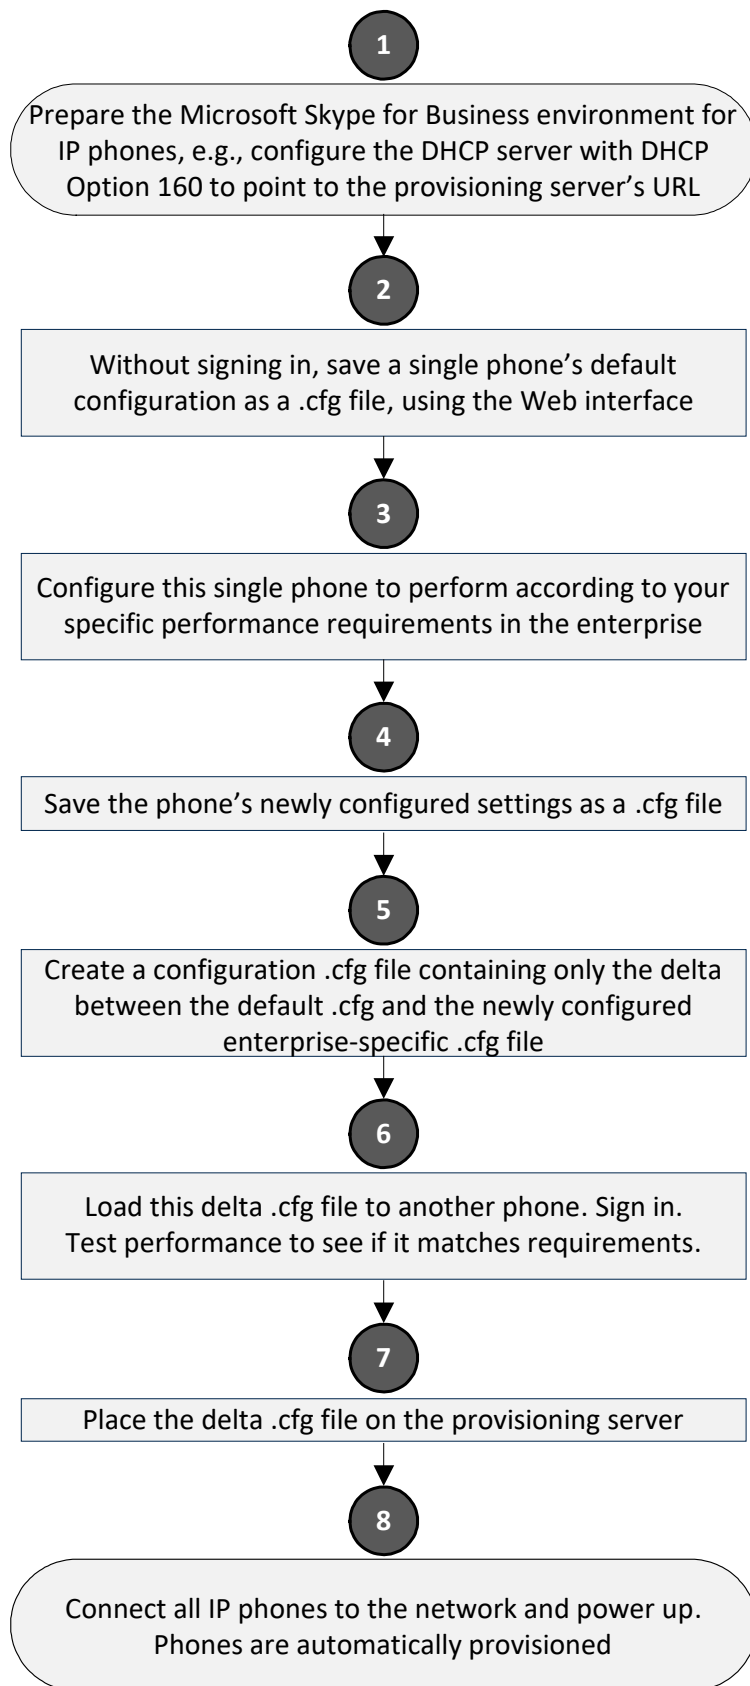 1
Prepare the Microsoft Skype for Business environment for
IP phones, e.g., configure the DHCP server with DHCP
Option 160 to point to the provisioning server’s URL
2
Without signing in, save a single phone’s default
configuration as a .cfg file, using the Web interface
3
Configure this single phone to perform according to your
specific performance requirements in the enterprise
4
Save the phone’s newly configured settings as a .cfg file
5
Create a configuration .cfg file containing only the delta
between the default .cfg and the newly configured
enterprise-specific .cfg file
6
Load this delta .cfg file to another phone. Sign in.
Test performance to see if it matches requirements.
7
Place the delta .cfg file on the provisioning server
8
Connect all IP phones to the network and power up.
Phones are automatically provisioned